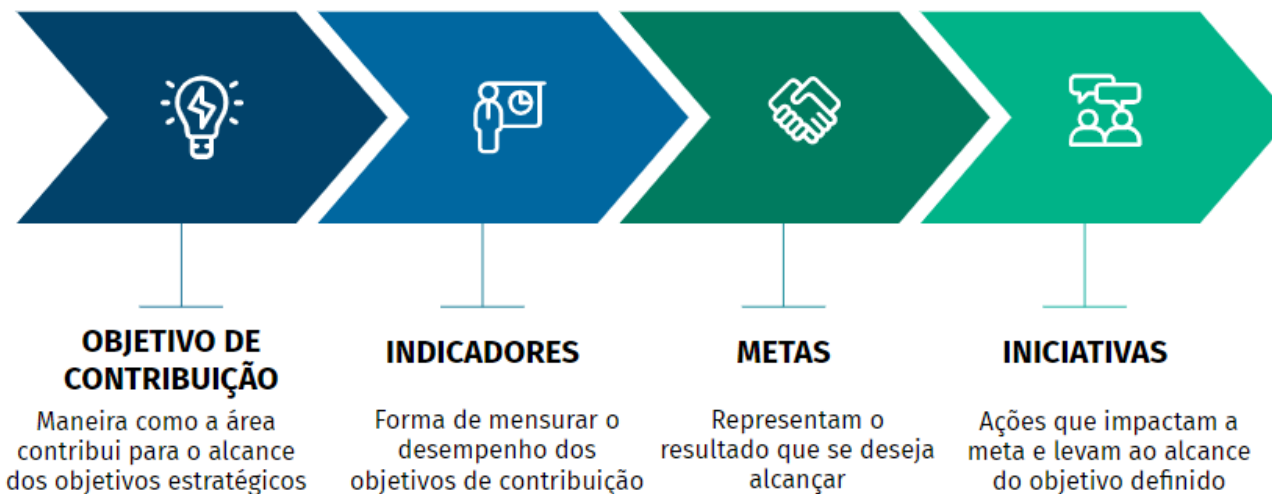 OBJETIVO DE
CONTRIBUIÇÃO
Maneira como a área
contribui para o alcance
dos objetivos estratégicos
INDICADORES
Forma de mensurar o
desempenho dos
objetivos de contribuição
METAS
Representam o
resultado que se deseja
alcançar
INICIATIVAS
Ações que impactam a
meta e levam ao alcance
do objetivo definido